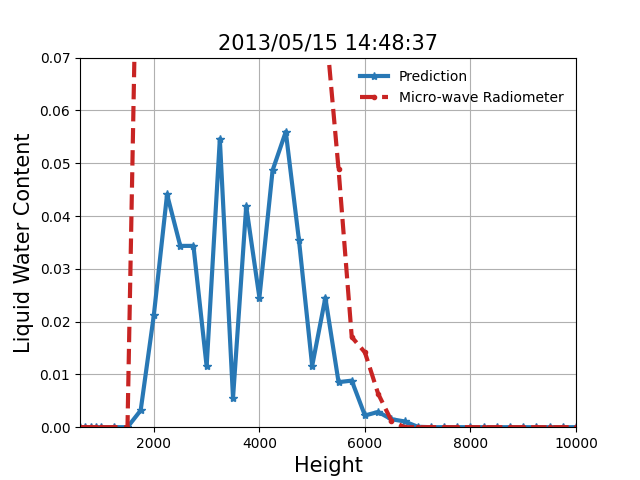 2013/05/15 14:48:37
0.07
0.06
0.05
0.04
0.03
0.02
0.01
0.00
Liquid Water Content
Prediction
Micro-wave Radiometer
2000 4000 6000 8000 10000
Height